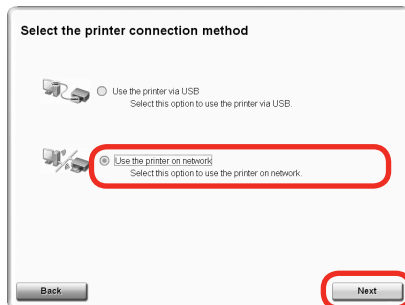 Select the printer connection method
Use the printer via USB
Select this option to use the printer via USB.
Use the printer on network
Select this option to use the printer on network.
Back
Next